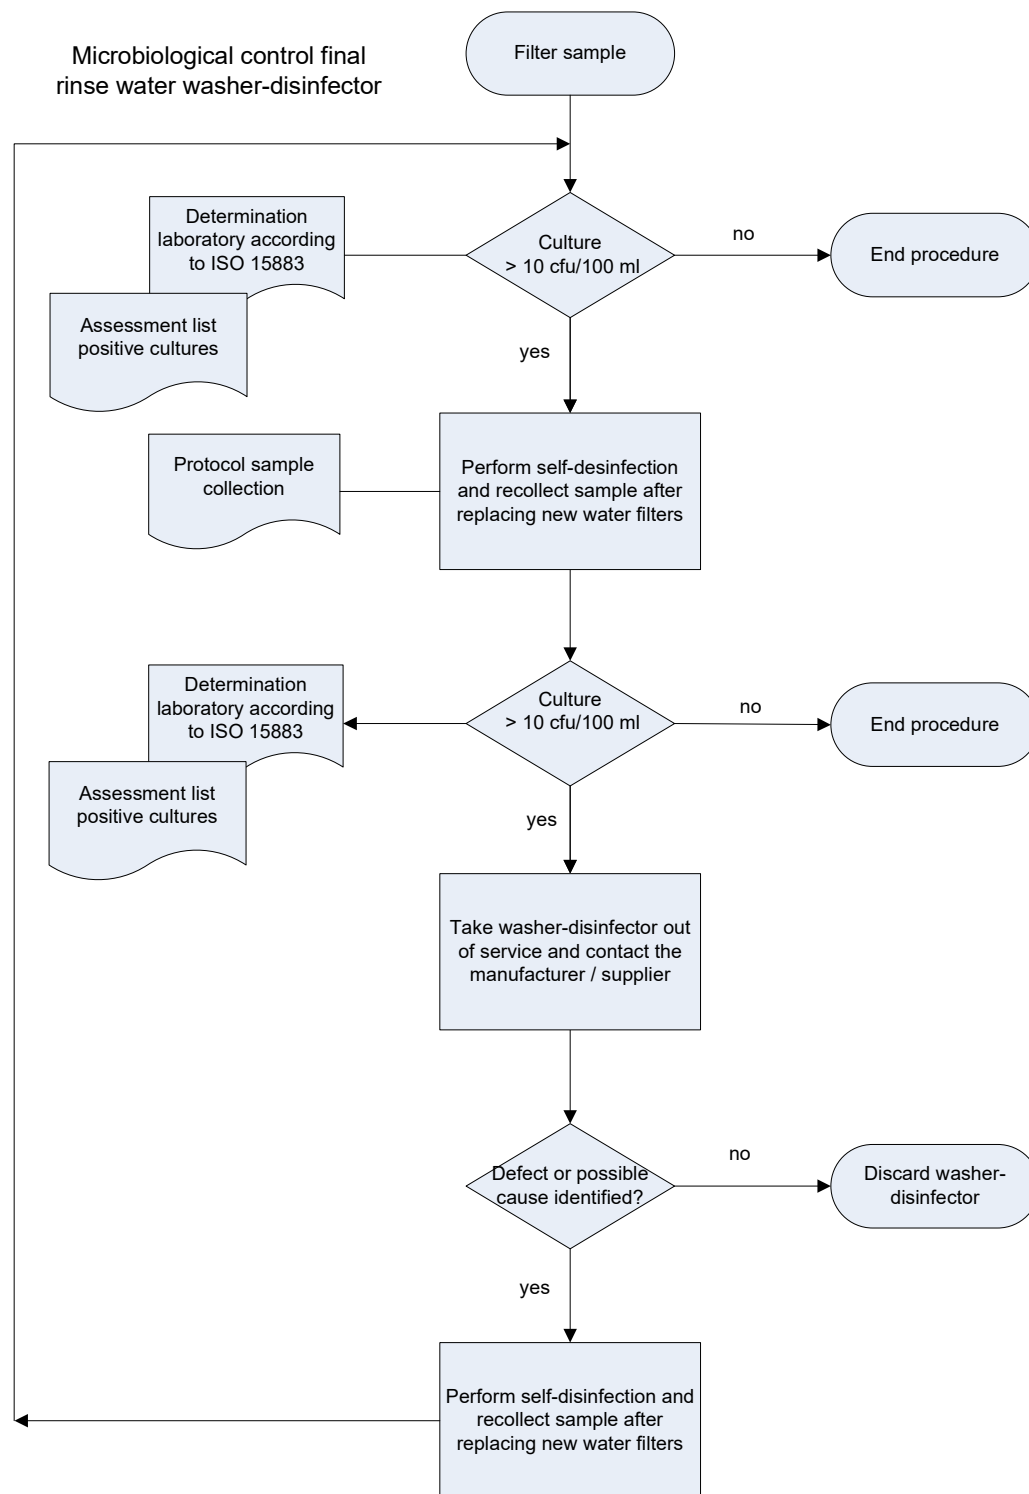 Microbiological control final
rinse water washer-disinfector
Filter sample
Determination
laboratory according
to ISO 15883
Assessment list
positive cultures
Culture
> 10 cfu/100 ml
no
End procedure
yes
Protocol sample
collection
Perform self-desinfection
and recollect sample after
replacing new water filters
Determination
laboratory according
to ISO 15883
Assessment list
positive cultures
Culture
> 10 cfu/100 ml
no
End procedure
yes
Take washer-disinfector out
of service and contact the
manufacturer / supplier
Defect or possible
cause identified?
no
Discard washer-
disinfector
yes
Perform self-disinfection and
recollect sample after
replacing new water filters